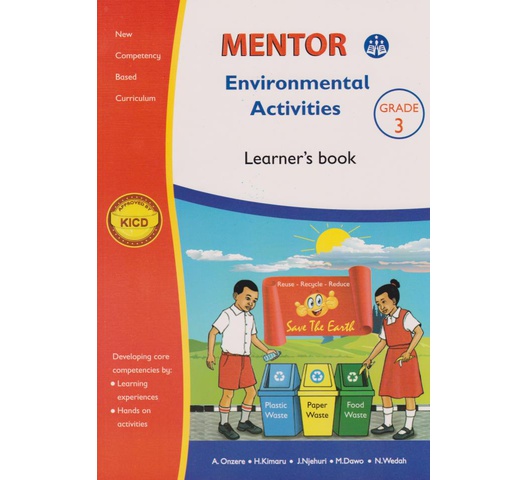 New
Competency
Based
Curriculum
MENTOR
Environmental
Activities
GRADE
3
Learner's book
APPROVED BY
KICD
Reuse - Recycle - Reduce
Save The Earth
Developing core
competencies by:
• Learning
experiences
• Hands on
activities
Plastic
Waste
Paper
Waste
Food
Waste
A. Onzere • H.Kimaru • J.Njehuri • M.Dawo • N.Wedah